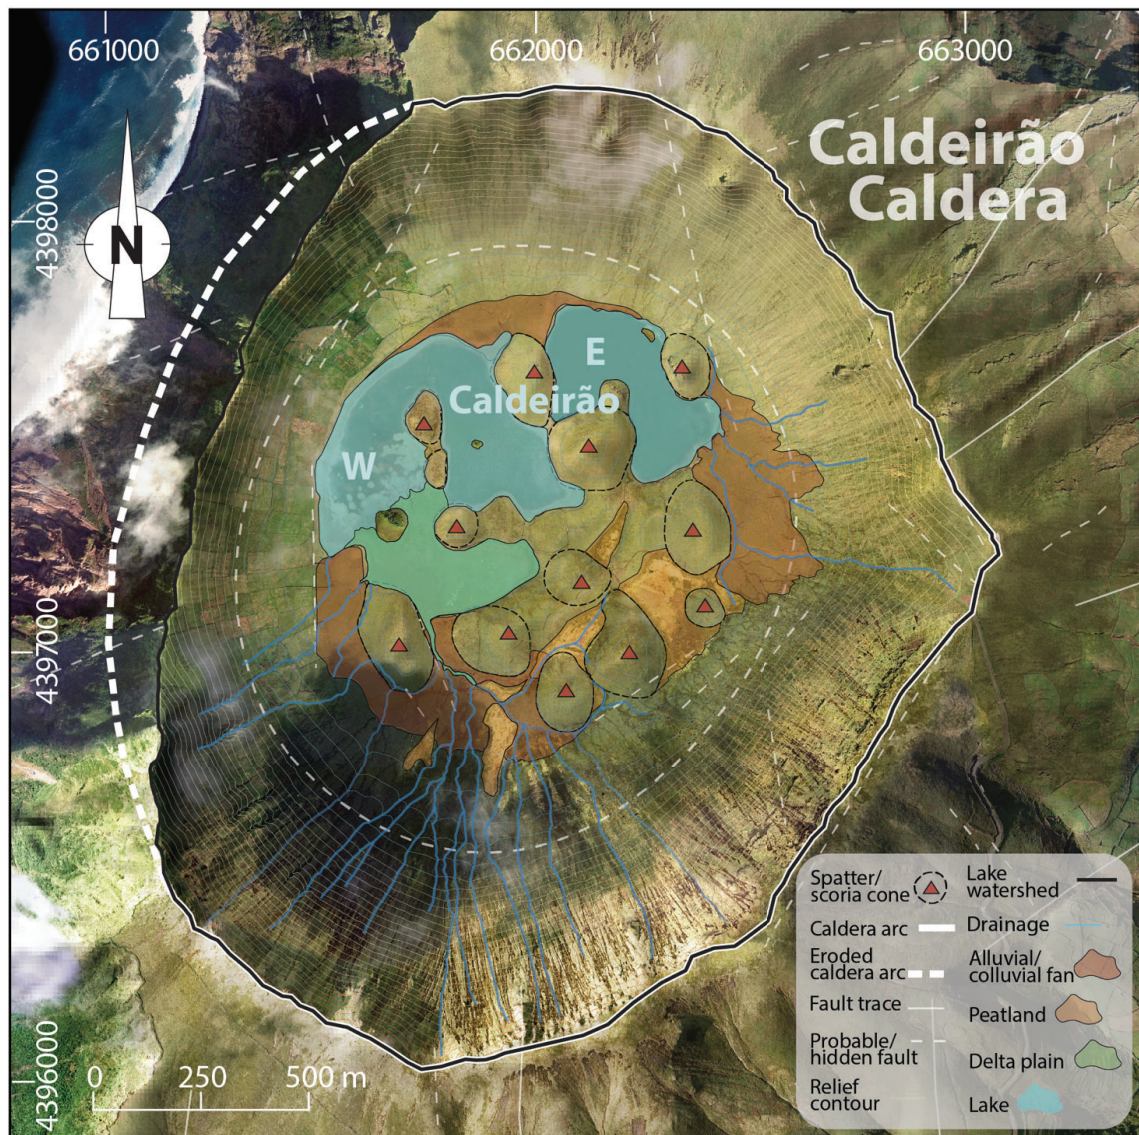 661000
662000
663000
Caldeirão
Caldera
4398000
N
E
Caldeirão
W
4397000
4396000
0 250 500 m
Spatter/
scoria cone
Caldera arc
Eroded
caldera arc
Fault trace
Probable/
hidden fault
Relief
contour
Lake
watershed
Drainage
Alluvial/
colluvial fan
Peatland
Delta plain
Lake